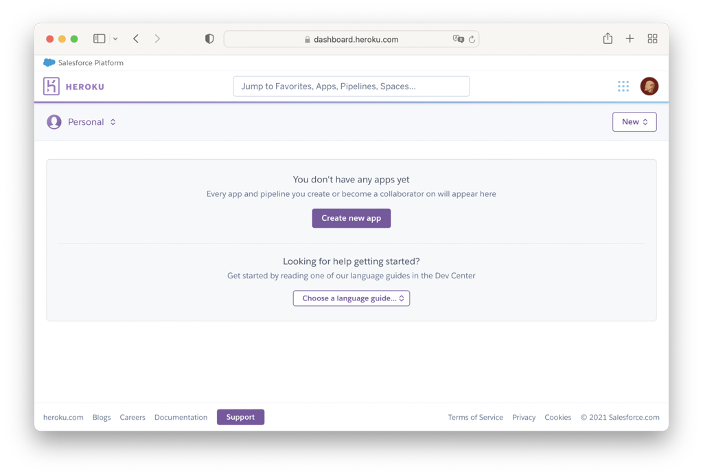 dashboard.heroku.com
Salesforce Platform
HEROKU
Jump to Favorites, Apps, Pipelines, Spaces...
Personal
New
You don't have any apps yet
Every app and pipeline you create or become a collaborator on will appear here
Create new app
Looking for help getting started?
Get started by reading one of our language guides in the Dev Center
Choose a language guide...
heroku.com Blogs Careers Documentation Support Terms of Service Privacy Cookies © 2021 Salesforce.com